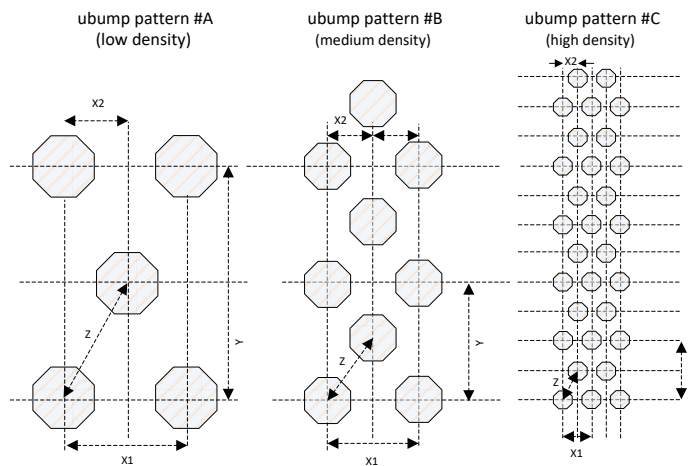 ubump pattern #A
(low density)
ubump pattern #B
(medium density)
ubump pattern #C
(high density)
X2
X2
X2
Y
Z
Y
Z
Z
X1
X1
X1